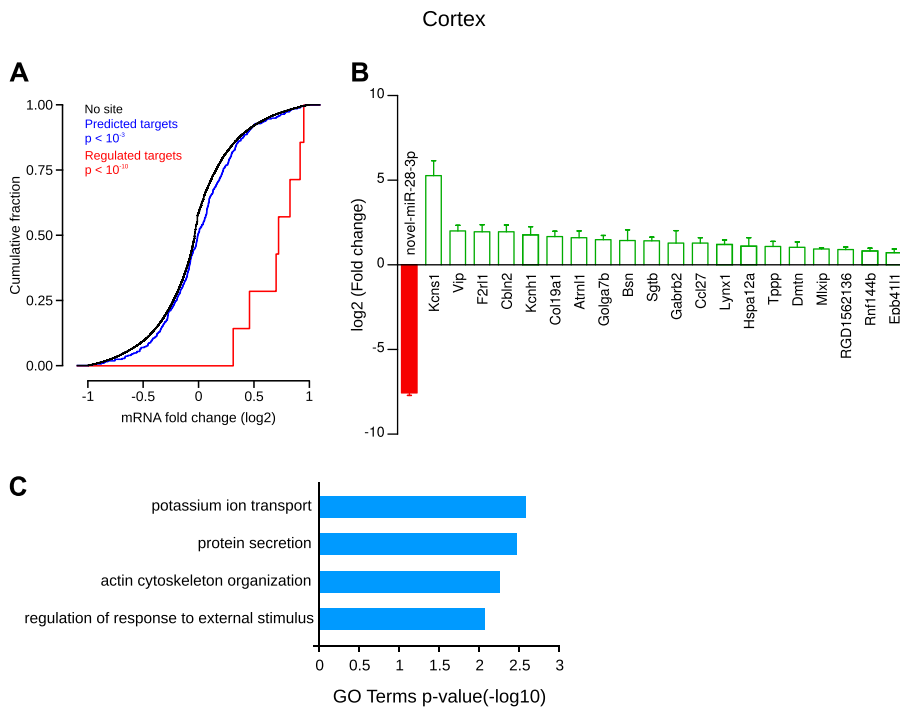 Cortex
A
1.00
0.75
0.50
0.25
0.00
Cumulative fraction
No site
Predicted targets
p < 10-3
Regulated targets
p < 10-10
-1
-0.5
0
0.5
1
mRNA fold change (log2)
B
10
5
0
-5
-10
log2 (Fold change)
novel-miR-28-3p
Kcns1
Vip
F2rl1
Cbln2
Kcnh1
Col19a1
Atrnl1
Golga7b
Bsn
Sgtb
Gabrb2
Ccl27
Lynx1
Hspa12a
Tppp
Dmtn
Mlxip
RGD1562136
Rnf144b
Epb41l1
C
potassium ion transport
protein secretion
actin cytoskeleton organization
regulation of response to external stimulus
0 0.5 1 1.5 2 2.5 3
GO Terms p-value(-log10)